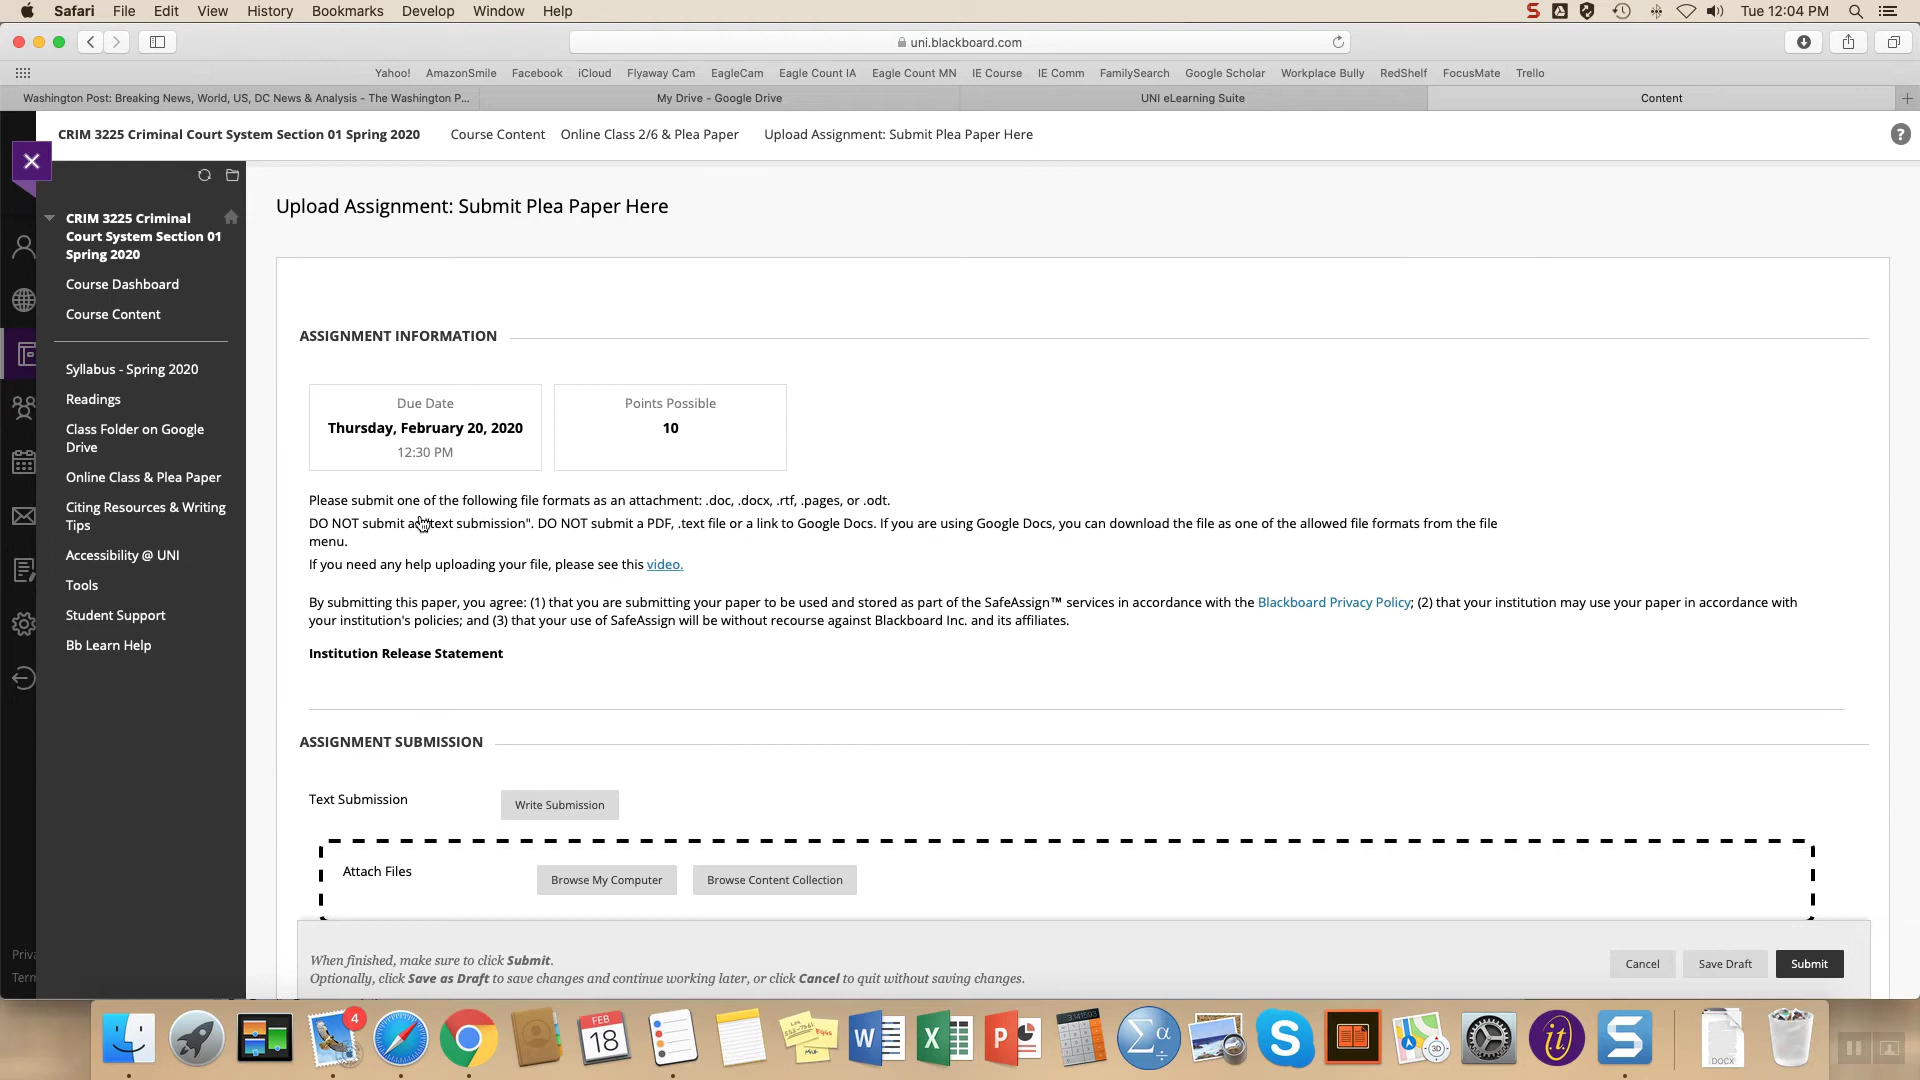 Safari File Edit View History Bookmarks Develop Window Help Tue 12:04 PM
uni.blackboard.com
Yahoo! AmazonSmile Facebook iCloud Flyaway Cam EagleCam Eagle Count IA Eagle Count MN IE Course IE Comm FamilySearch Google Scholar Workplace Bully RedShelf FocusMate Trello
Washington Post: Breaking News, World, US, DC News & Analysis - The Washington P... My Drive - Google Drive UNI eLearning Suite Content
CRIM 3225 Criminal Court System Section 01 Spring 2020 Course Content Online Class 2/6 & Plea Paper Upload Assignment: Submit Plea Paper Here
CRIM 3225 Criminal
Court System Section 01
Spring 2020
Course Dashboard
Course Content
Syllabus - Spring 2020
Readings
Class Folder on Google
Drive
Online Class & Plea Paper
Citing Resources & Writing
Tips
Accessibility @ UNI
Tools
Student Support
Bb Learn Help
Upload Assignment: Submit Plea Paper Here
ASSIGNMENT INFORMATION
Due Date
Thursday, February 20, 2020
12:30 PM
Points Possible
10
Please submit one of the following file formats as an attachment: .doc, .docx, .rtf, .pages, or .odt.
DO NOT submit a "text submission". DO NOT submit a PDF, .text file or a link to Google Docs. If you are using Google Docs, you can download the file as one of the allowed file formats from the file
menu.
If you need any help uploading your file, please see this video.
By submitting this paper, you agree: (1) that you are submitting your paper to be used and stored as part of the SafeAssign™ services in accordance with the Blackboard Privacy Policy; (2) that your institution may use your paper in accordance with
your institution's policies; and (3) that your use of SafeAssign will be without recourse against Blackboard Inc. and its affiliates.
Institution Release Statement
ASSIGNMENT SUBMISSION
Text Submission Write Submission
Attach Files Browse My Computer Browse Content Collection
When finished, make sure to click Submit.
Optionally, click Save as Draft to save changes and continue working later, or click Cancel to quit without saving changes.
Cancel Save Draft Submit
Priva
Term
4
FEB
18
3D
DOCX